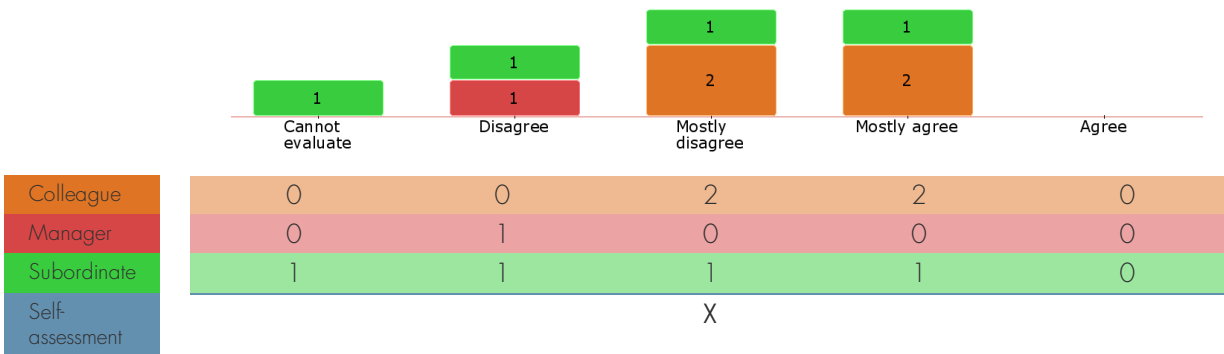 1 1
1 2 2
1 1
Cannot evaluate Disagree Mostly disagree Mostly agree Agree
Colleague 0 0 2 2 0
Manager 0 1 0 0 0
Subordinate 1 1 1 1 0
Self-assessment X